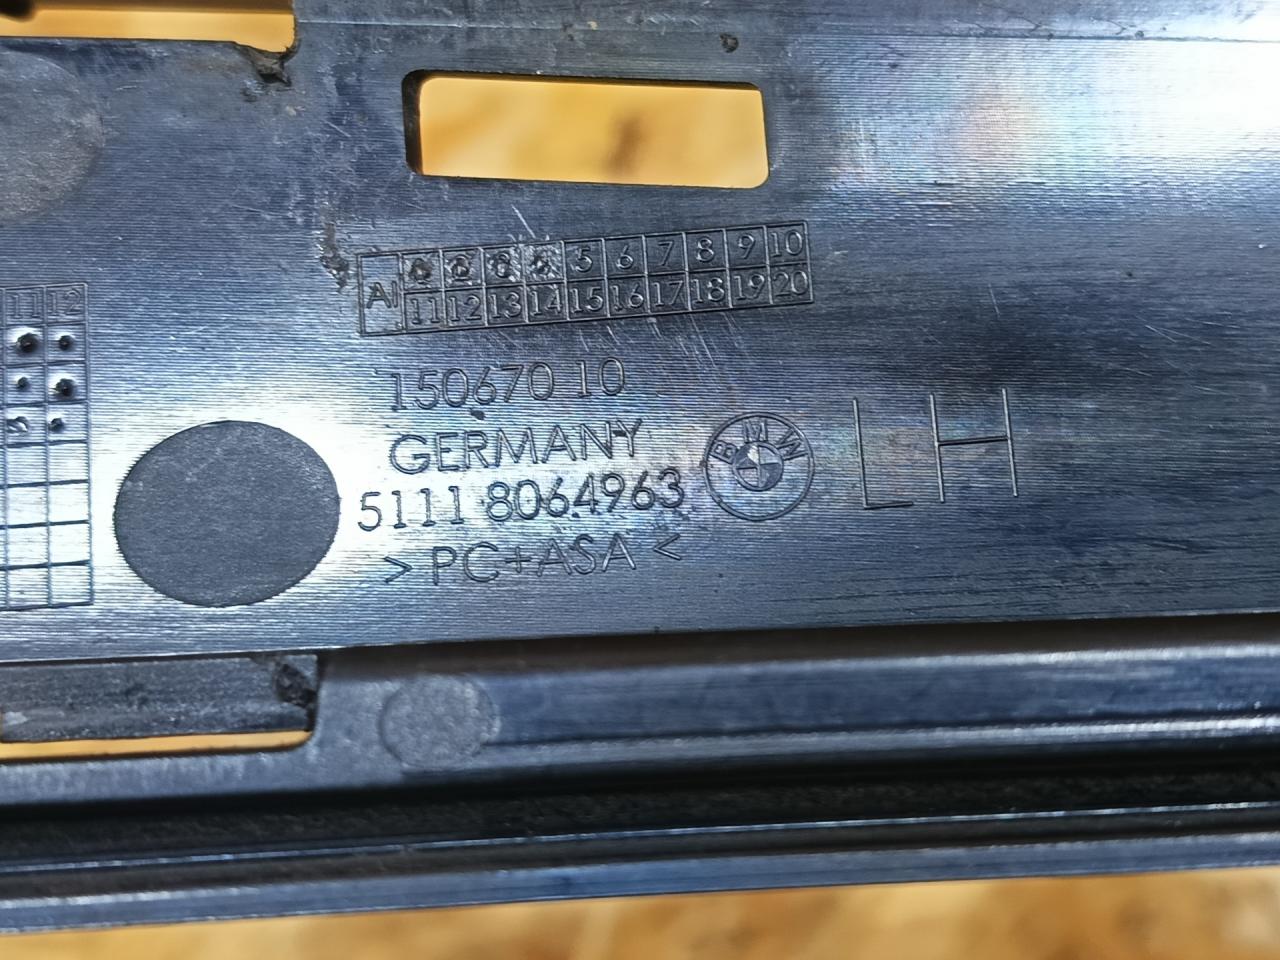 11 12
5 6 7 8 9 10
AI 11 12 13 14 15 16 17 18 19 20
150670 10
GERMANY
5111 8064963
BMW
LH
> PC+ASA <